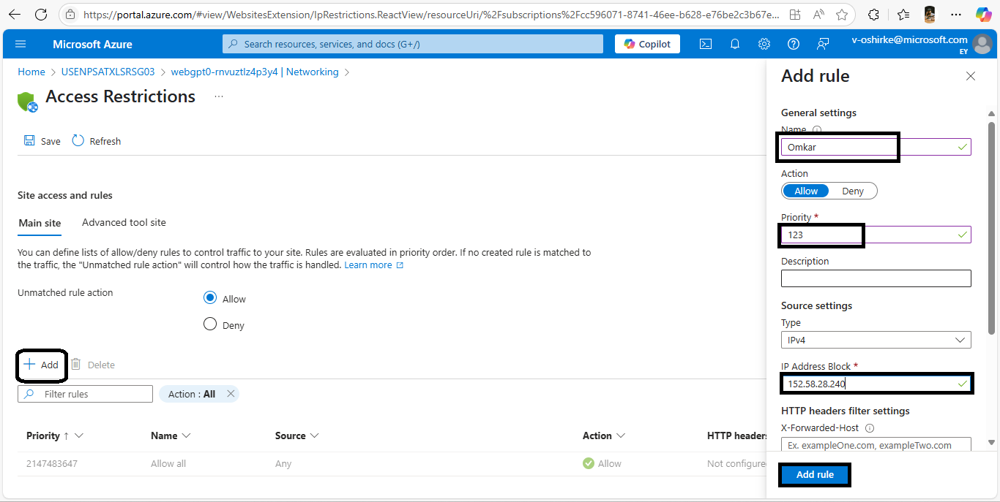 https://portal.azure.com/#view/WebsitesExtension/IpRestrictions.ReactView/resourceUri/%2Fsubscriptions%2Fcc596071-8741-46ee-b628-e76be2c3b67e...
Microsoft Azure
Search resources, services, and docs (G+/)
Copilot
v-oshirke@microsoft.com
EY
Home > USENPSATXLSRSG03 > webgpt0-rnvuztlz4p3y4 | Networking >
Access Restrictions ...
Save Refresh
Site access and rules
Main site Advanced tool site
You can define lists of allow/deny rules to control traffic to your site. Rules are evaluated in priority order. If no created rule is matched to
the traffic, the "Unmatched rule action" will control how the traffic is handled. Learn more
Unmatched rule action
Allow
Deny
+ Add Delete
Filter rules Action : All
Priority ↑ Name Source Action HTTP headers
2147483647 Allow all Any Allow Not configure
Add rule
General settings
Name
Omkar
Action
Allow Deny
Priority *
123
Description
Source settings
Type
IPv4
IP Address Block *
152.58.28.240
HTTP headers filter settings
X-Forwarded-Host
Ex. exampleOne.com, exampleTwo.com
Add rule